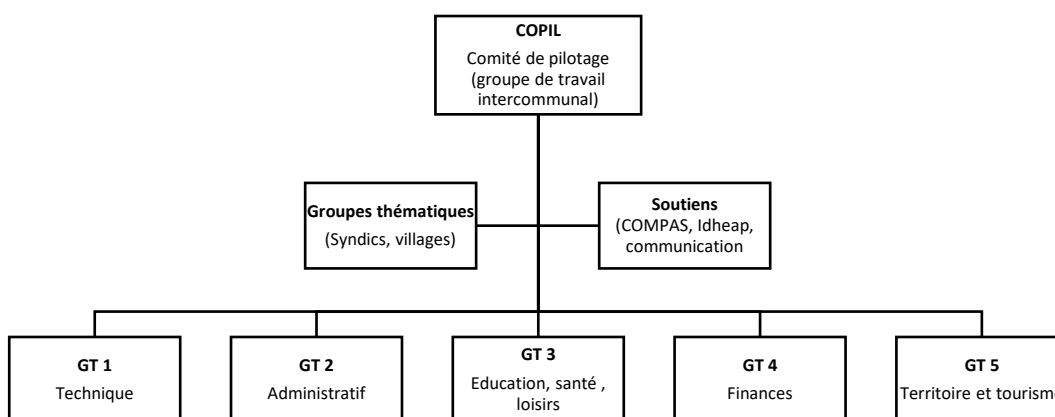 COPIL
Comité de pilotage
(groupe de travail
intercommunal)
Groupes thématiques
(Syndics, villages)
Soutiens
(COMPAS, Idheap,
communication
GT 1
Technique
GT 2
Administratif
GT 3
Education, santé ,
loisirs
GT 4
Finances
GT 5
Territoire et tourisme